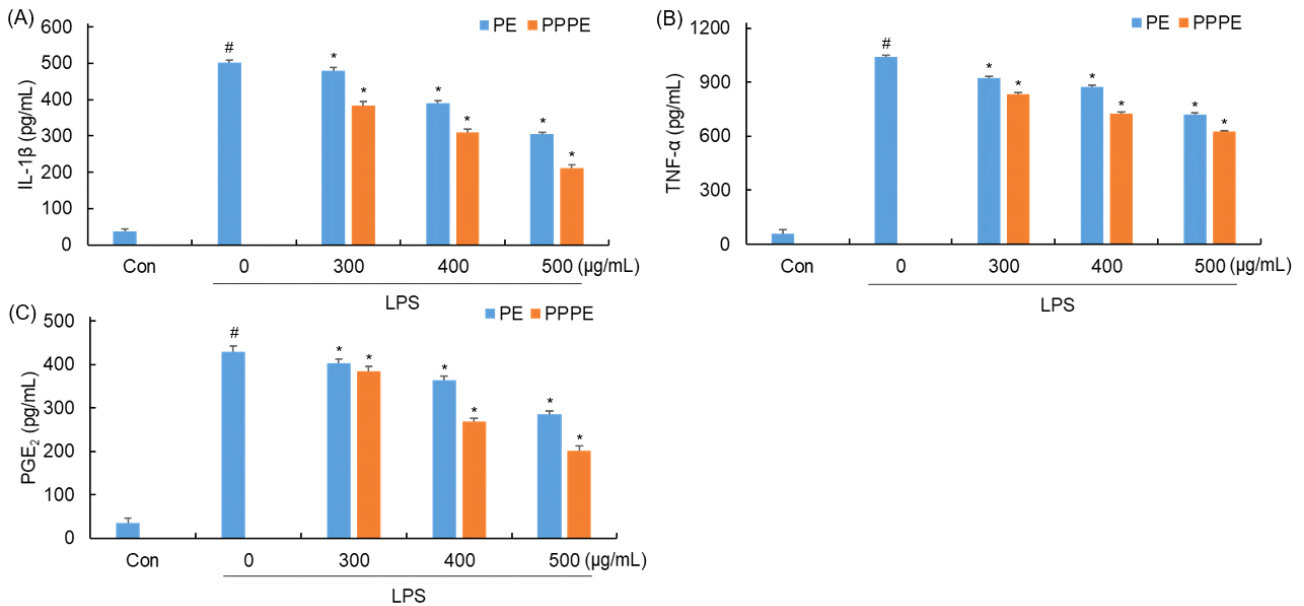 (A)
PE PPPE
IL-1β (pg/mL)
600
500
400
300
200
100
0
#
*
*
*
*
*
*
Con 0 300 400 500 (μg/mL)
LPS
(B)
PE PPPE
TNF-α (pg/mL)
1200
900
600
300
0
#
*
*
*
*
*
*
Con 0 300 400 500 (μg/mL)
LPS
(C)
PE PPPE
PGE₂ (pg/mL)
500
400
300
200
100
0
#
*
*
*
*
*
*
Con 0 300 400 500 (μg/mL)
LPS